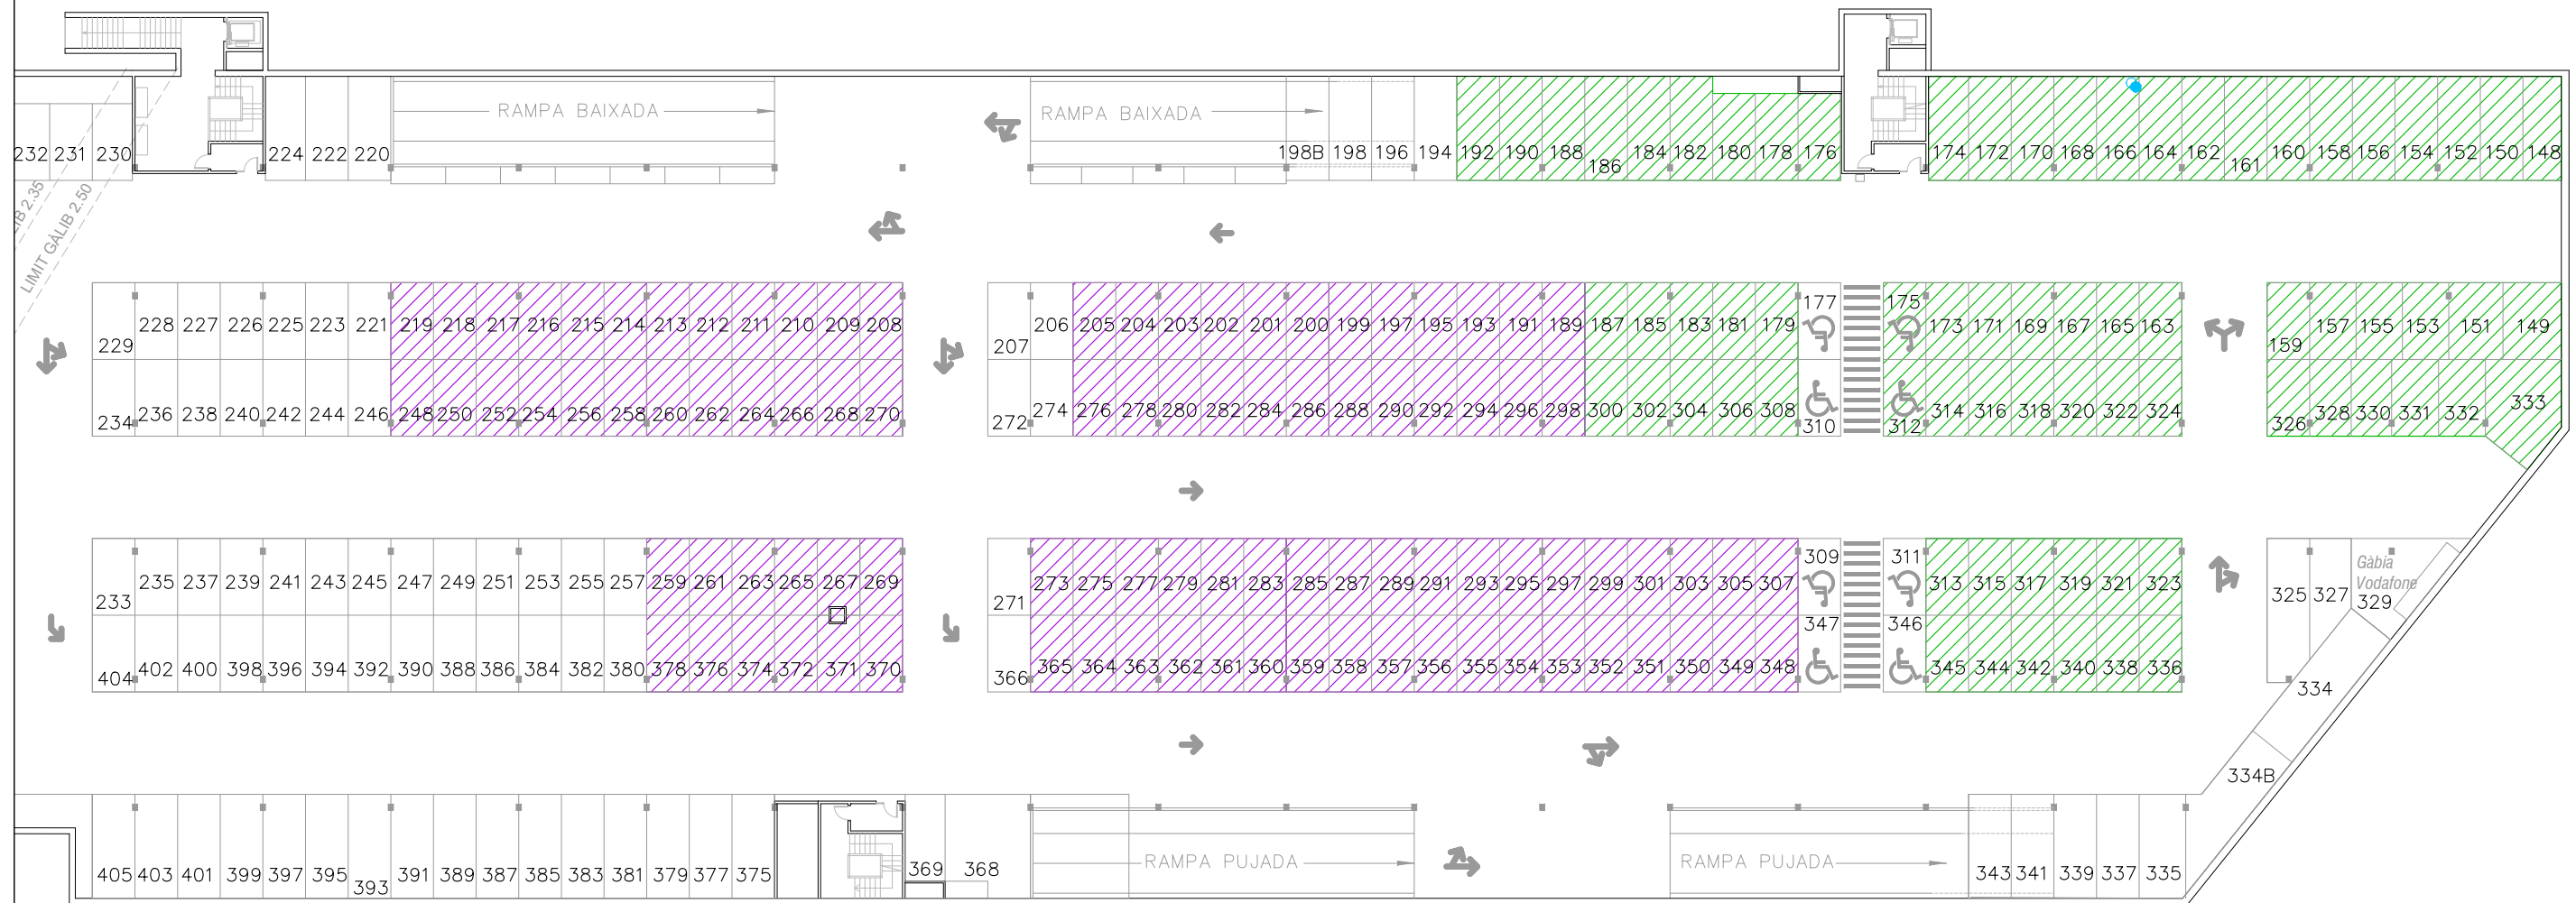 RAMPA BAIXADA
RAMPA BAIXADA
232 231 230 224 222 220 198B 198 196 194 192 190 188 186 184 182 180 178 176 174 172 170 168 166 164 162 161 160 158 156 154 152 150 148
2.35
LIMIT GÀLIB 2.50
229 228 227 226 225 223 221 219 218 217 216 215 214 213 212 211 210 209 208 207 206 205 204 203 202 201 200 199 197 195 193 191 189 187 185 183 181 179 177 175 173 171 169 167 165 163 159 157 155 153 151 149
234 236 238 240 242 244 246 248 250 252 254 256 258 260 262 264 266 268 270 272 274 276 278 280 282 284 286 288 290 292 294 296 298 300 302 304 306 308 310 312 314 316 318 320 322 324 326 328 330 331 332 333
233 235 237 239 241 243 245 247 249 251 253 255 257 259 261 263 265 267 269 271 273 275 277 279 281 283 285 287 289 291 293 295 297 299 301 303 305 307 309 311 313 315 317 319 321 323 325 327 329
Gàbia
Vodafone
404 402 400 398 396 394 392 390 388 386 384 382 380 378 376 374 372 371 370 366 365 364 363 362 361 360 359 358 357 356 355 354 353 352 351 350 349 348 347 346 345 344 342 340 338 336 334
334B
405 403 401 399 397 395 393 391 389 387 385 383 381 379 377 375 369 368
RAMPA PUJADA
RAMPA PUJADA
343 341 339 337 335